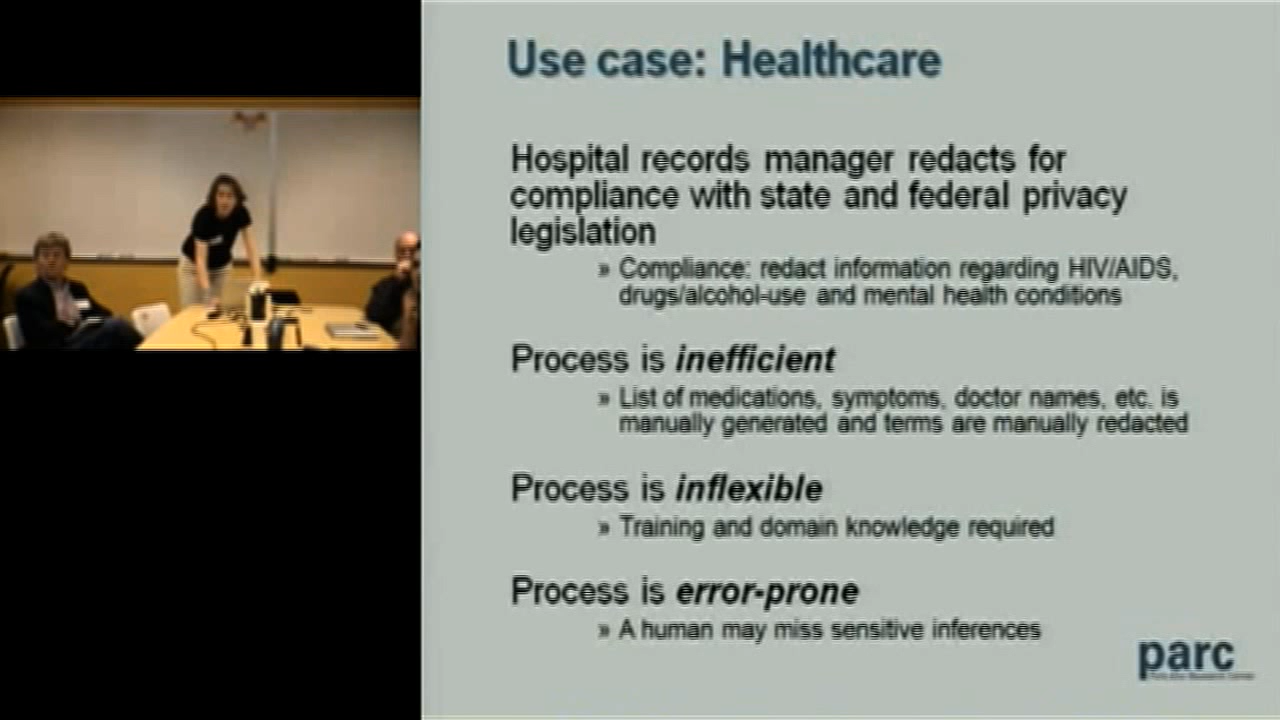 Use case: Healthcare
Hospital records manager redacts for
compliance with state and federal privacy
legislation
» Compliance: redact information regarding HIV/AIDS,
drugs/alcohol-use and mental health conditions
Process is inefficient
» List of medications, symptoms, doctor names, etc. is
manually generated and terms are manually redacted
Process is inflexible
» Training and domain knowledge required
Process is error-prone
» A human may miss sensitive inferences
parc